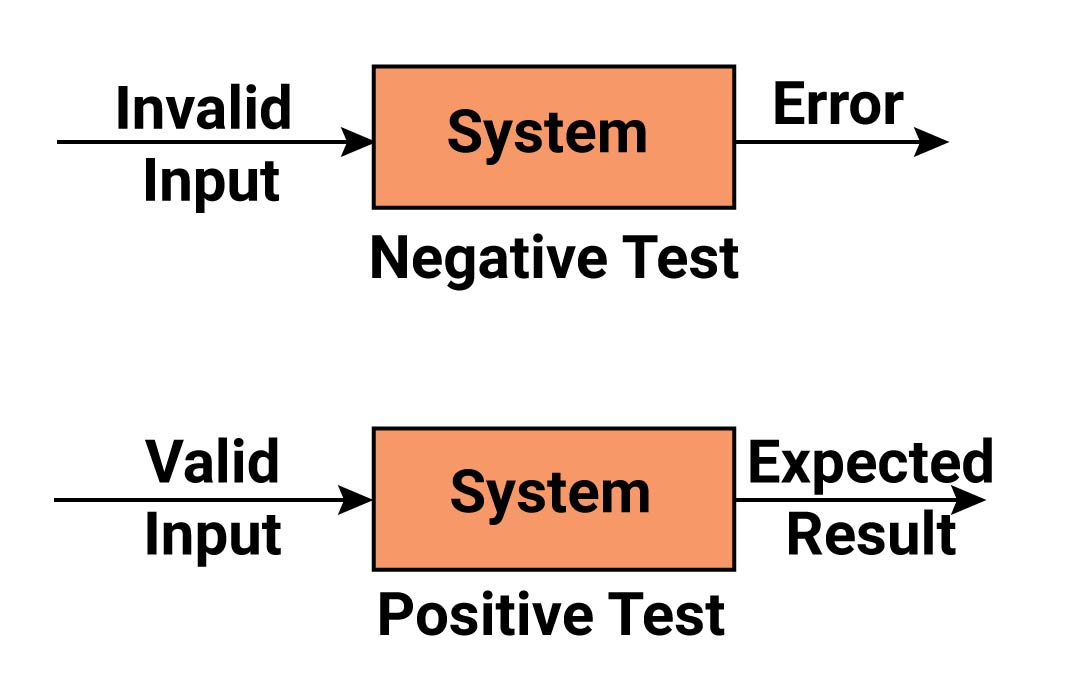 Invalid
Input
System
Error
Negative Test
Valid
Input
System
Expected
Result
Positive Test